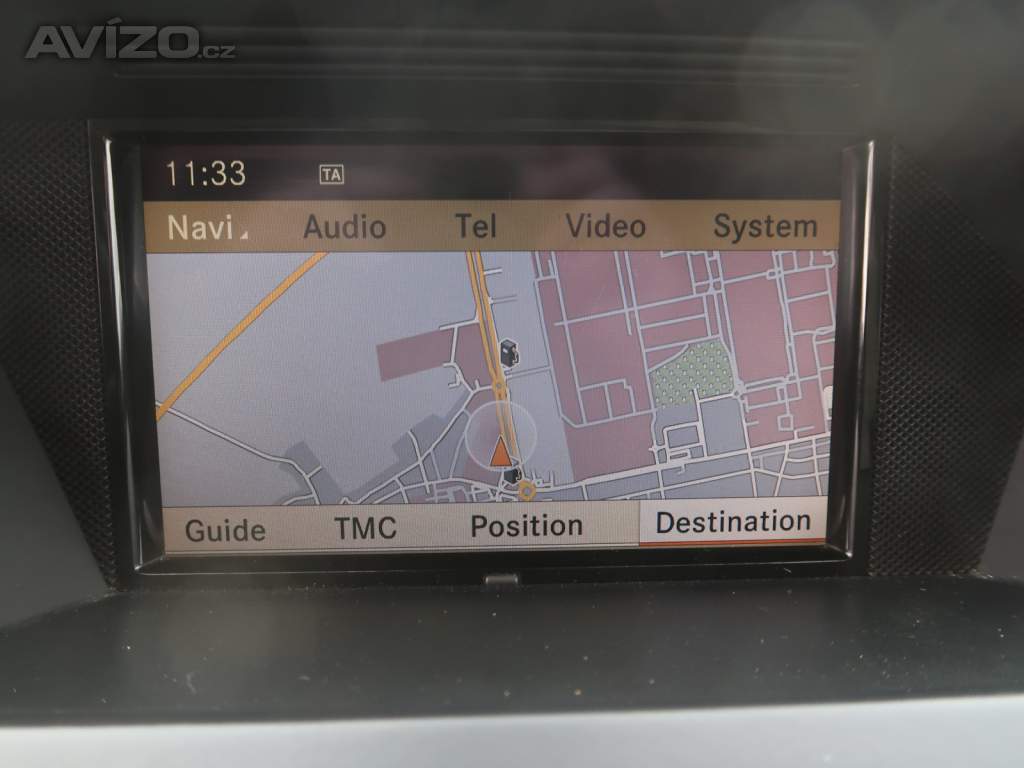 AVÍZO.cz
11:33 TA
Navi Audio Tel Video System
Guide TMC Position Destination